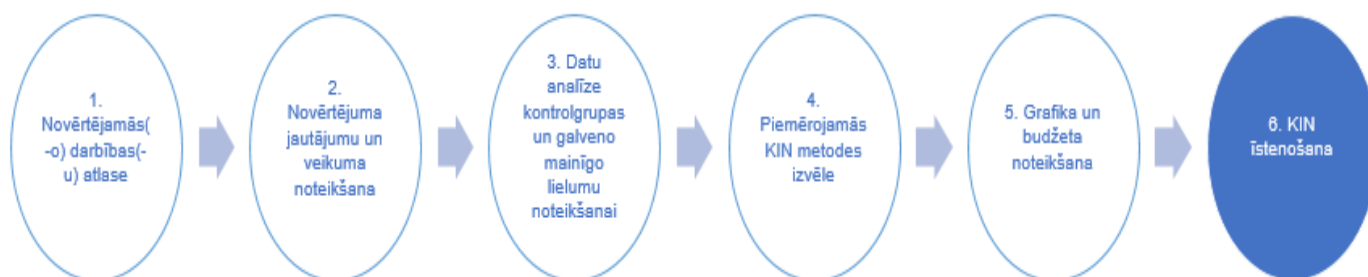 1.
Novērtējamās(
-o) darbības(-
u) atlase
2.
Novērtējuma
jautājumu un
veikuma
noteikšana
3. Datu
analīze
kontrolgrupas
un galveno
mainīgo
lielumu
noteikšanai
4.
Piemērojamās
KIN metodes
izvēle
5. Grafika un
budžeta
noteikšana
6. KIN
īstenošana